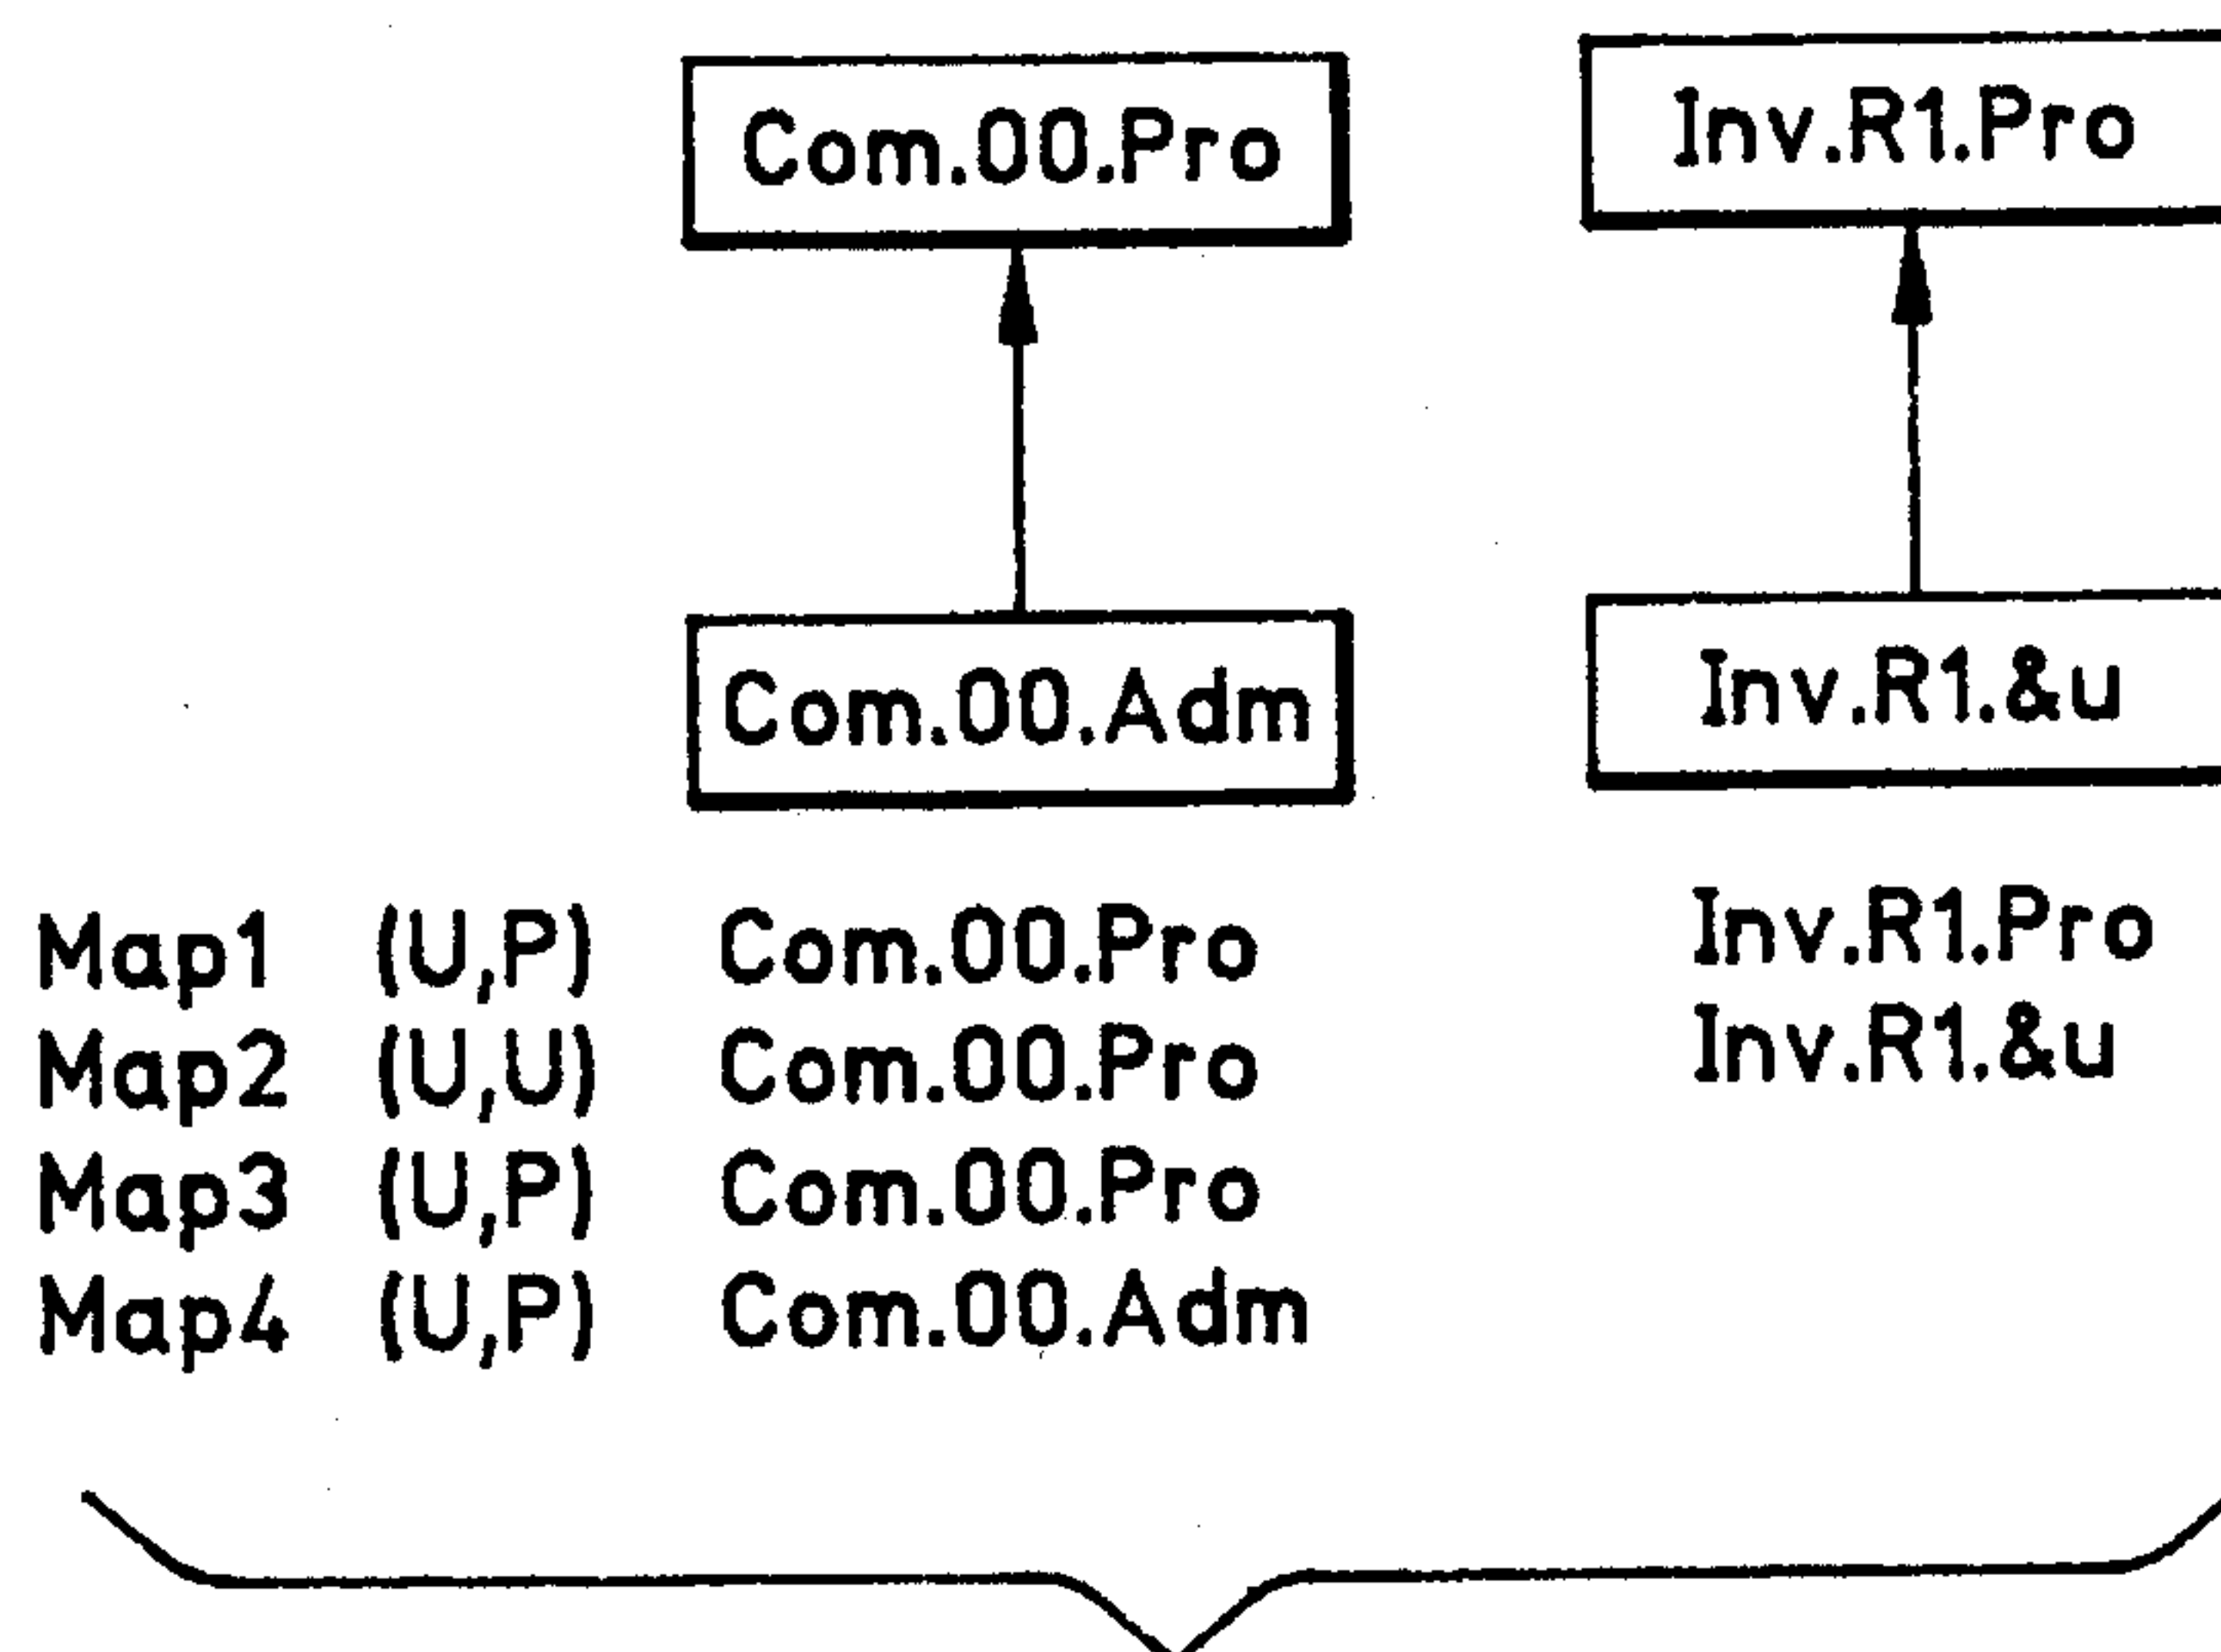 Com.00.Pro Inv.R1.Pro
Com.00.Adm Inv.R1.&u
Map1 (U,P) Com.00.Pro Inv.R1.Pro
Map2 (U,U) Com.00.Pro Inv.R1.&u
Map3 (U,P) Com.00.Pro
Map4 (U,P) Com.00.Adm